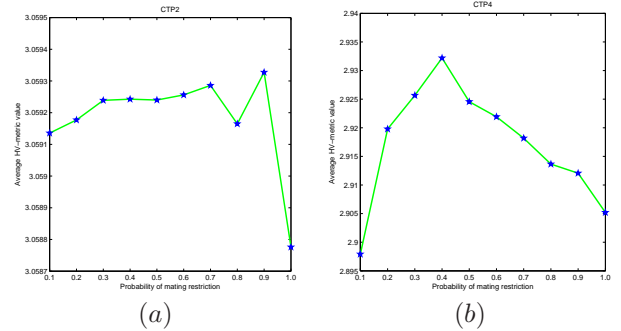 CTP2
Average HV-metric value
3.0595
3.0594
3.0593
3.0592
3.0591
3.059
3.0589
3.0588
3.0587
0.1 0.2 0.3 0.4 0.5 0.6 0.7 0.8 0.9 1.0
Probability of mating restriction
(a)
CTP4
Average HV-metric value
2.94
2.935
2.93
2.925
2.92
2.915
2.91
2.905
2.9
2.895
0.1 0.2 0.3 0.4 0.5 0.6 0.7 0.8 0.9 1.0
Probability of mating restriction
(b)